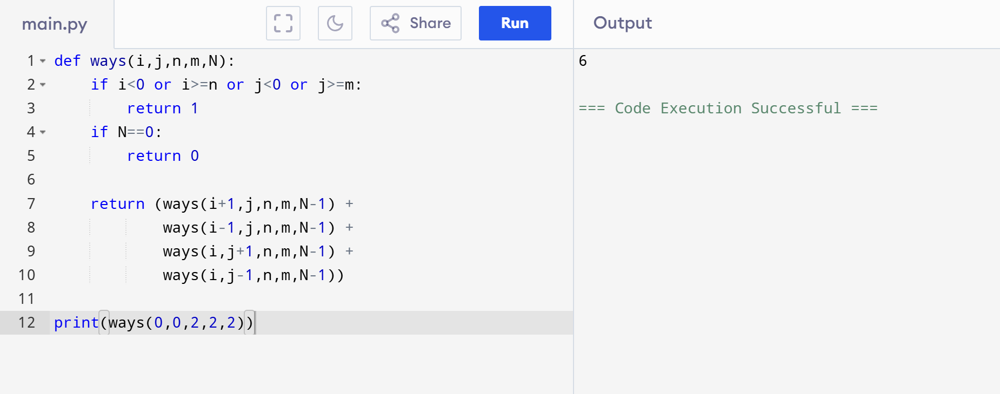 main.py
Share
Run
Output
1 def ways(i,j,n,m,N):
2     if i<0 or i>=n or j<0 or j>=m:
3         return 1
4     if N==0:
5         return 0
6
7     return (ways(i+1,j,n,m,N-1) +
8             ways(i-1,j,n,m,N-1) +
9             ways(i,j+1,n,m,N-1) +
10             ways(i,j-1,n,m,N-1))
11
12 print(ways(0,0,2,2,2))
6
=== Code Execution Successful ===